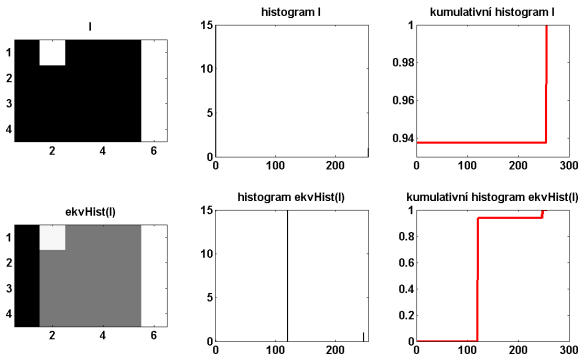 I
1
2
3
4
2 4 6
histogram I
15
10
5
0
0 100 200
kumulativní histogram I
1
0.98
0.96
0.94
0 100 200 300
ekvHist(I)
1
2
3
4
2 4 6
histogram ekvHist(I)
15
10
5
0
0 100 200
kumulativní histogram ekvHist(I)
1
0.8
0.6
0.4
0.2
0
0 100 200 300